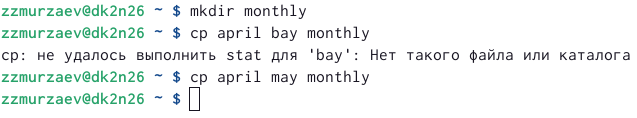 zzmurzaev@dk2n26 ~ $ mkdir monthly
zzmurzaev@dk2n26 ~ $ cp april bay monthly
cp: не удалось выполнить stat для 'bay': Нет такого файла или каталога
zzmurzaev@dk2n26 ~ $ cp april may monthly
zzmurzaev@dk2n26 ~ $